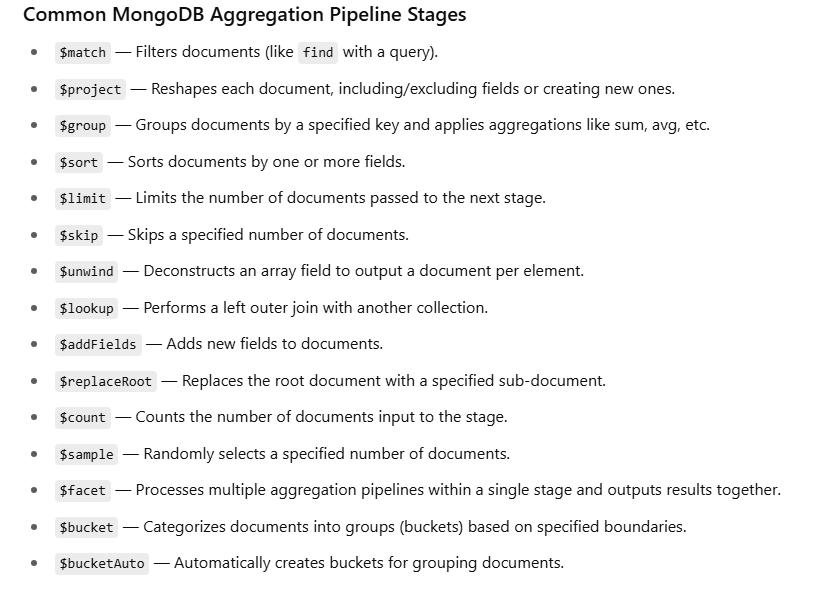 Common MongoDB Aggregation Pipeline Stages
• $match — Filters documents (like find with a query).
• $project — Reshapes each document, including/excluding fields or creating new ones.
• $group — Groups documents by a specified key and applies aggregations like sum, avg, etc.
• $sort — Sorts documents by one or more fields.
• $limit — Limits the number of documents passed to the next stage.
• $skip — Skips a specified number of documents.
• $unwind — Deconstructs an array field to output a document per element.
• $lookup — Performs a left outer join with another collection.
• $addFields — Adds new fields to documents.
• $replaceRoot — Replaces the root document with a specified sub-document.
• $count — Counts the number of documents input to the stage.
• $sample — Randomly selects a specified number of documents.
• $facet — Processes multiple aggregation pipelines within a single stage and outputs results together.
• $bucket — Categorizes documents into groups (buckets) based on specified boundaries.
• $bucketAuto — Automatically creates buckets for grouping documents.